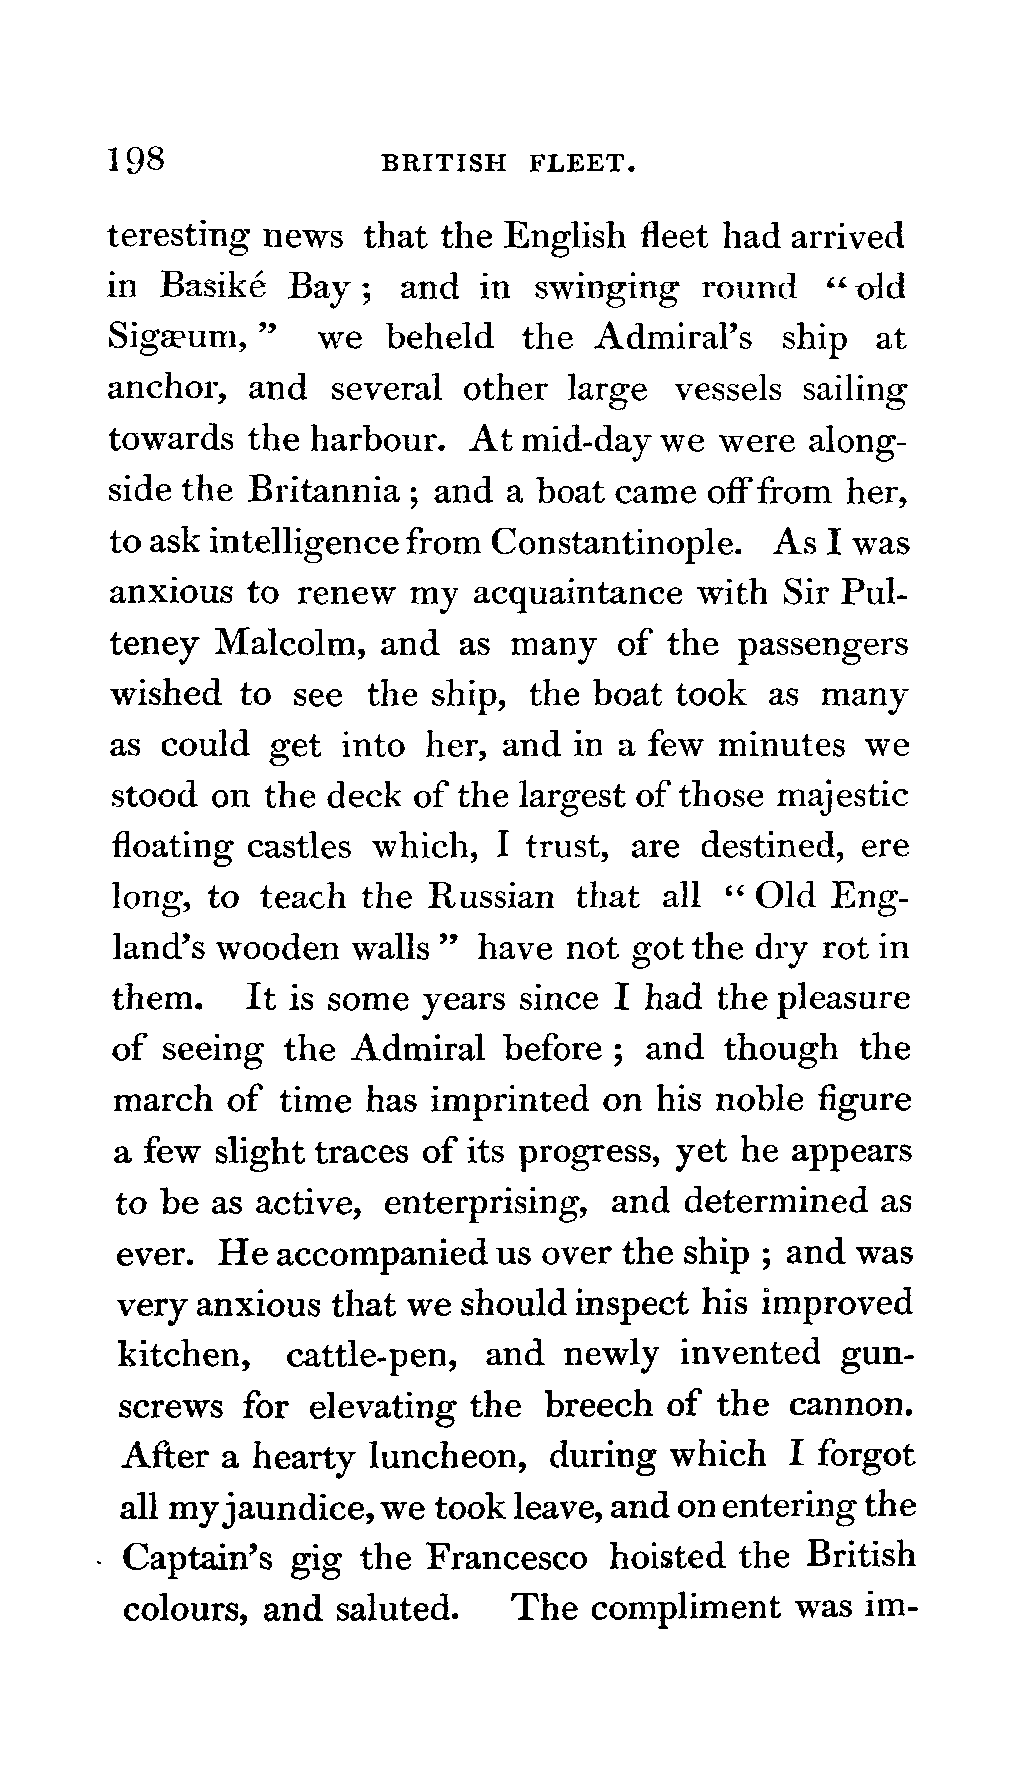 198 BRITISH FLEET.
teresting news that the English fleet had arrived
in Basiké Bay ; and in swinging round “ old
Sigæum, ” we beheld the Admiral’s ship at
anchor, and several other large vessels sailing
towards the harbour. At mid-day we were along-
side the Britannia ; and a boat came off from her,
to ask intelligence from Constantinople. As I was
anxious to renew my acquaintance with Sir Pul-
teney Malcolm, and as many of the passengers
wished to see the ship, the boat took as many
as could get into her, and in a few minutes we
stood on the deck of the largest of those majestic
floating castles which, I trust, are destined, ere
long, to teach the Russian that all “ Old Eng-
land’s wooden walls ” have not got the dry rot in
them. It is some years since I had the pleasure
of seeing the Admiral before ; and though the
march of time has imprinted on his noble figure
a few slight traces of its progress, yet he appears
to be as active, enterprising, and determined as
ever. He accompanied us over the ship ; and was
very anxious that we should inspect his improved
kitchen, cattle-pen, and newly invented gun-
screws for elevating the breech of the cannon.
After a hearty luncheon, during which I forgot
all my jaundice, we took leave, and on entering the
Captain’s gig the Francesco hoisted the British
colours, and saluted. The compliment was im-